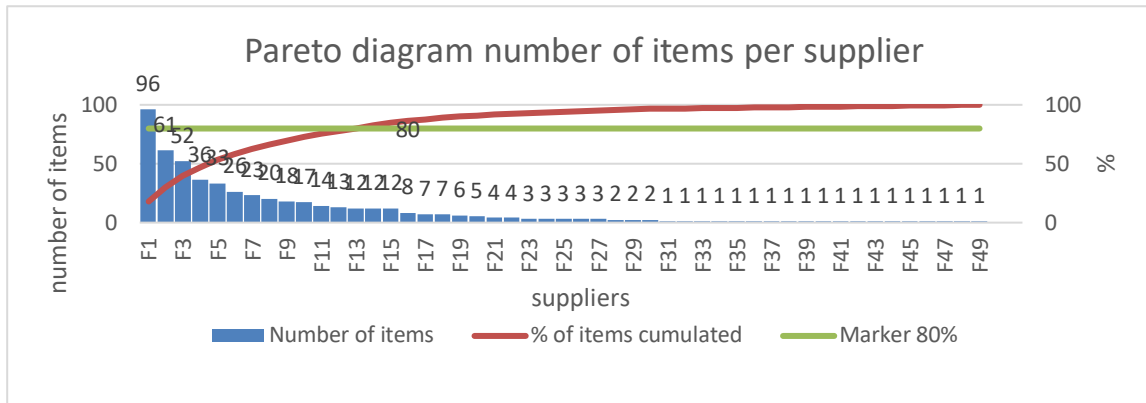 Pareto diagram number of items per supplier
96
100 100
61
52 80
36 33
50 26 23 20 18 17 14 13 12 12 12 8 7 7 6 5 4 4 3 3 3 3 3 2 2 2 1 1 1 1 1 1 1 1 1 1 1 1 1 1 1 1 1 1 1 50
0 0
number of items
%
F1 F3 F5 F7 F9 F11 F13 F15 F17 F19 F21 F23 F25 F27 F29 F31 F33 F35 F37 F39 F41 F43 F45 F47 F49
suppliers
Number of items % of items cumulated Marker 80%